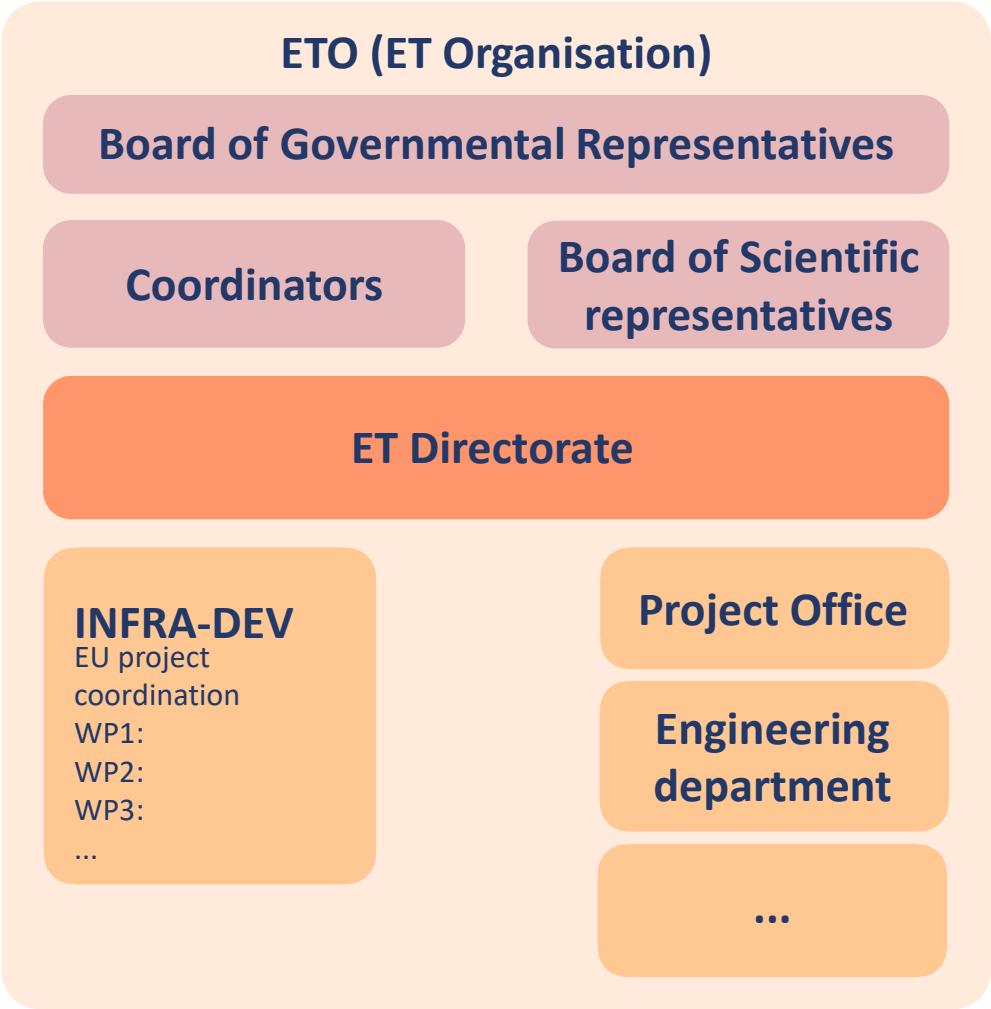 ETO (ET Organisation)
Board of Governmental Representatives
Coordinators
Board of Scientific
representatives
ET Directorate
INFRA-DEV
EU project
coordination
WP1:
WP2:
WP3:
...
Project Office
Engineering
department
...